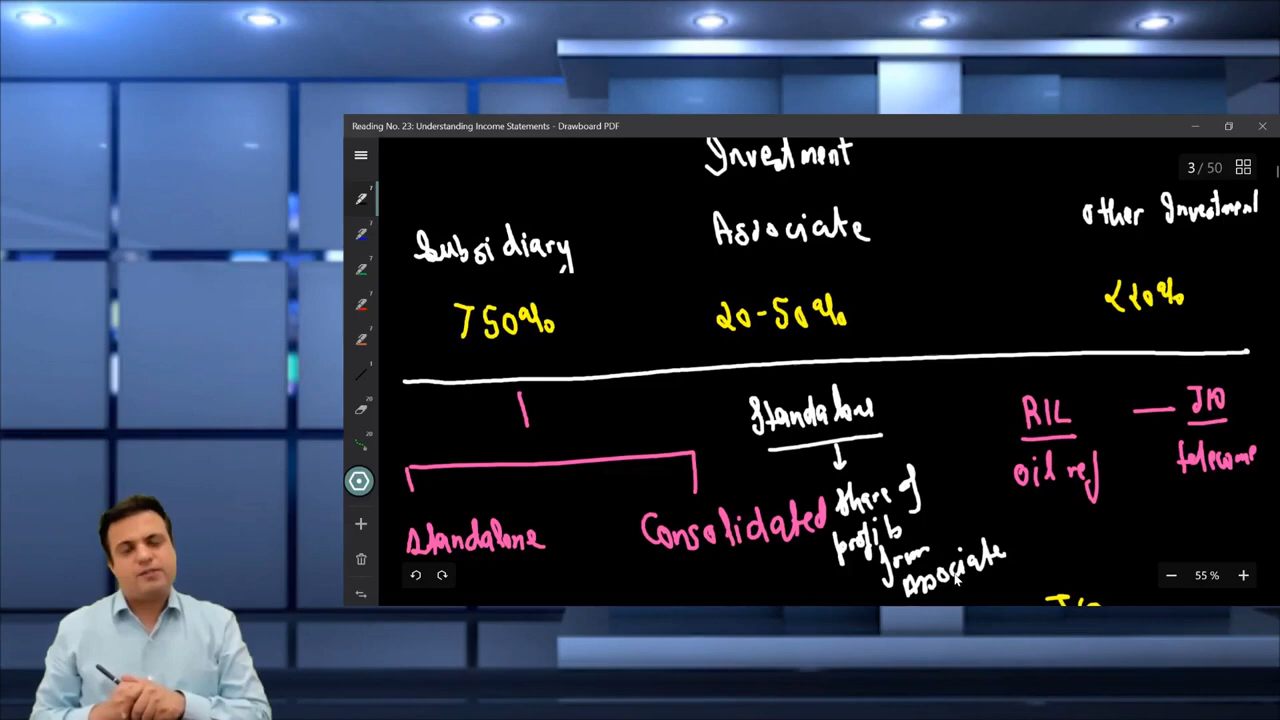 Reading No. 23: Understanding Income Statements - Drawboard PDF
3 / 50
Investment
Subsidiary
Associate
Other Investment
>50%
20-50%
<20%
Standalone
RIL — JIO
oil ref
telecome
Standalone
Consolidated
Share of
profit
from
Associate
55 %